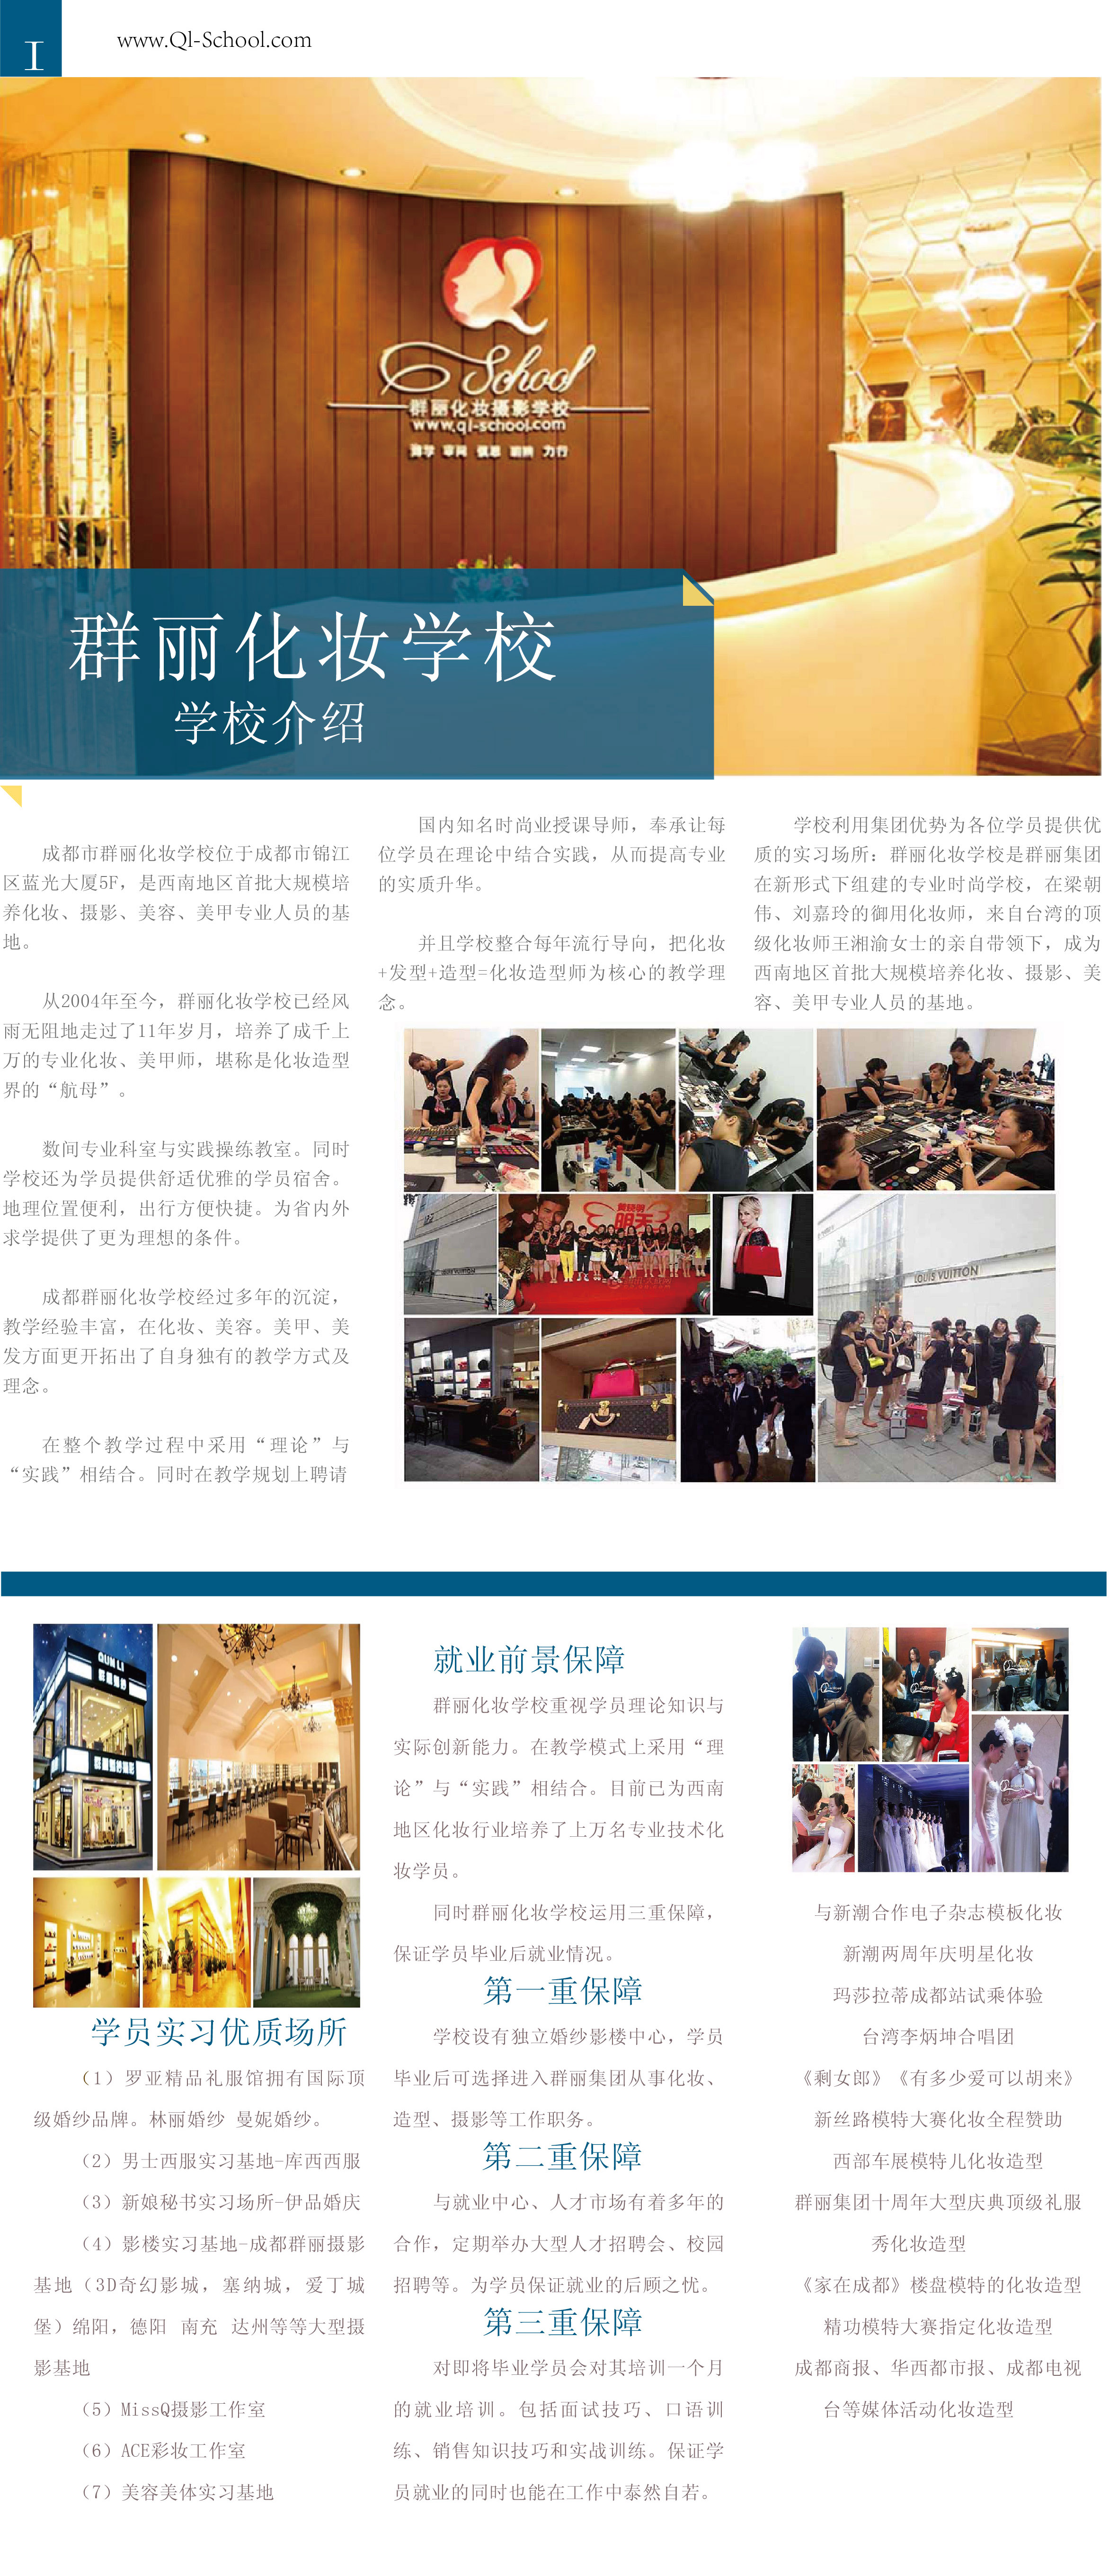 I
www.Ql-School.com
School
群丽化妆摄影学校
www.ql-school.com
群丽化妆学校
学校介绍
成都市群丽化妆学校位于成都市锦江
区蓝光大厦5F，是西南地区首批大规模培
养化妆、摄影、美容、美甲专业人员的基
地。
从2004年至今，群丽化妆学校已经风
雨无阻地走过了11年岁月，培养了成千上
万的专业化妆、美甲师，堪称是化妆造型
界的“航母”。
数间专业科室与实践操练教室。同时
学校还为学员提供舒适优雅的学员宿舍。
地理位置便利，出行方便快捷。为省内外
求学提供了更为理想的条件。
成都群丽化妆学校经过多年的沉淀，
教学经验丰富，在化妆、美容。美甲、美
发方面更开拓出了自身独有的教学方式及
理念。
在整个教学过程中采用“理论”与
“实践”相结合。同时在教学规划上聘请
国内知名时尚业授课导师，奉承让每
位学员在理论中结合实践，从而提高专业
的实质升华。
并且学校整合每年流行导向，把化妆
+发型+造型=化妆造型师为核心的教学理
念。
学校利用集团优势为各位学员提供优
质的实习场所：群丽化妆学校是群丽集团
在新形式下组建的专业时尚学校，在梁朝
伟、刘嘉玲的御用化妆师，来自台湾的顶
级化妆师王湘渝女士的亲自带领下，成为
西南地区首批大规模培养化妆、摄影、美
容、美甲专业人员的基地。
LOUIS VUITTON
QUN LI
学员实习优质场所
（1）罗亚精品礼服馆拥有国际顶
级婚纱品牌。林丽婚纱 曼妮婚纱。
（2）男士西服实习基地-库西西服
（3）新娘秘书实习场所-伊品婚庆
（4）影楼实习基地-成都群丽摄影
基地（3D奇幻影城，塞纳城，爱丁城
堡）绵阳，德阳 南充 达州等等大型摄
影基地
（5）MissQ摄影工作室
（6）ACE彩妆工作室
（7）美容美体实习基地
就业前景保障
群丽化妆学校重视学员理论知识与
实际创新能力。在教学模式上采用“理
论”与“实践”相结合。目前已为西南
地区化妆行业培养了上万名专业技术化
妆学员。
同时群丽化妆学校运用三重保障，
保证学员毕业后就业情况。
第一重保障
学校设有独立婚纱影楼中心，学员
毕业后可选择进入群丽集团从事化妆、
造型、摄影等工作职务。
第二重保障
与就业中心、人才市场有着多年的
合作，定期举办大型人才招聘会、校园
招聘等。为学员保证就业的后顾之忧。
第三重保障
对即将毕业学员会对其培训一个月
的就业培训。包括面试技巧、口语训
练、销售知识技巧和实战训练。保证学
员就业的同时也能在工作中泰然自若。
与新潮合作电子杂志模板化妆
新潮两周年庆明星化妆
玛莎拉蒂成都站试乘体验
台湾李炳坤合唱团
《剩女郎》《有多少爱可以胡来》
新丝路模特大赛化妆全程赞助
西部车展模特儿化妆造型
群丽集团十周年大型庆典顶级礼服
秀化妆造型
《家在成都》楼盘模特的化妆造型
精功模特大赛指定化妆造型
成都商报、华西都市报、成都电视
台等媒体活动化妆造型